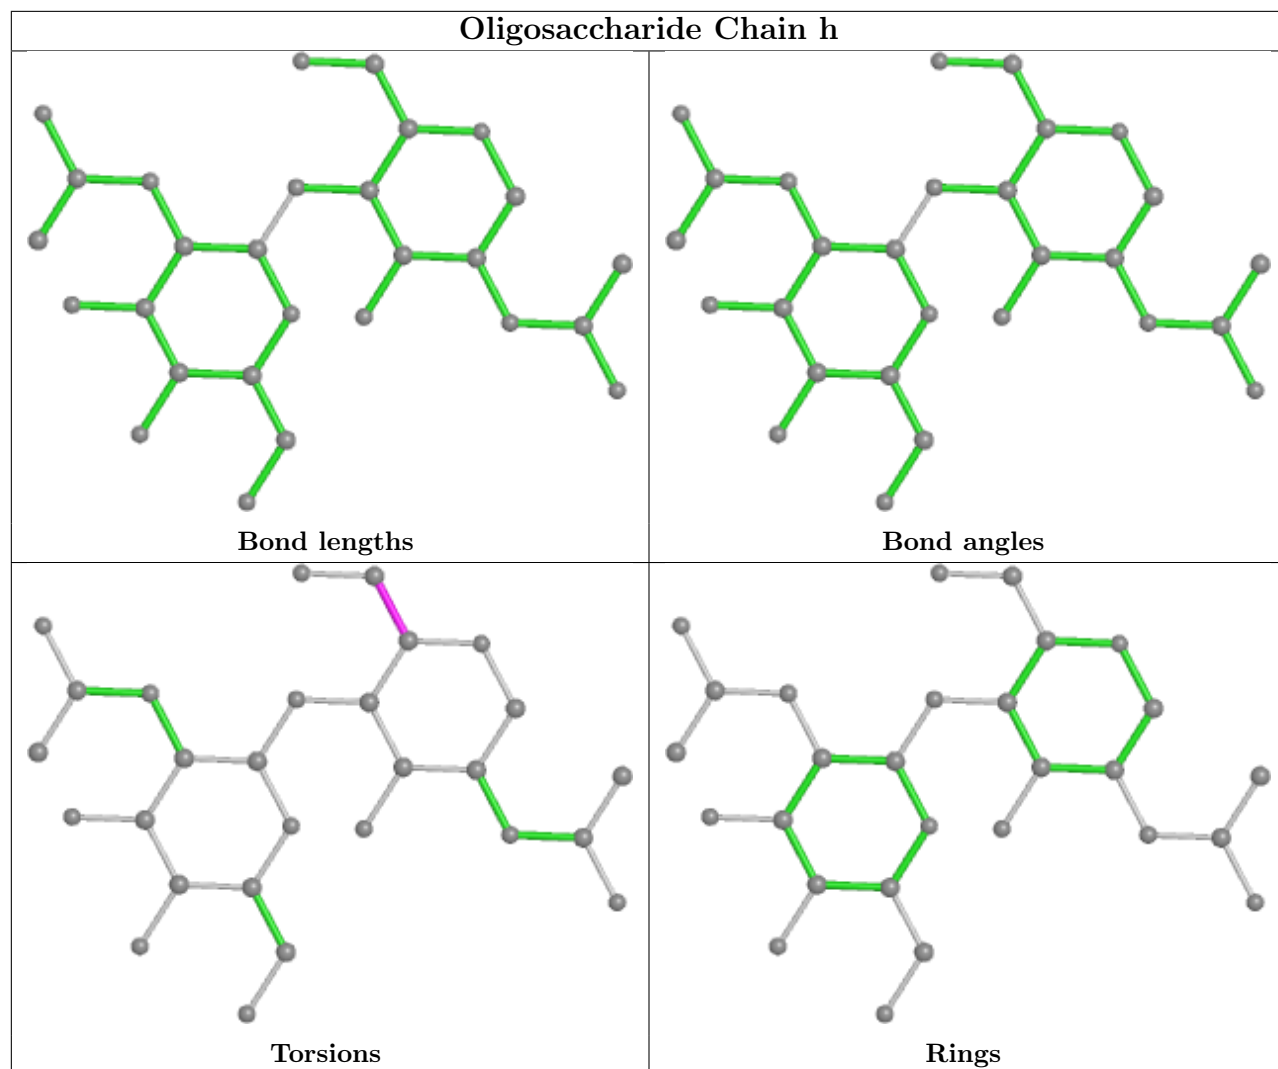 Oligosaccharide Chain h
Bond lengths
Bond angles
Torsions
Rings